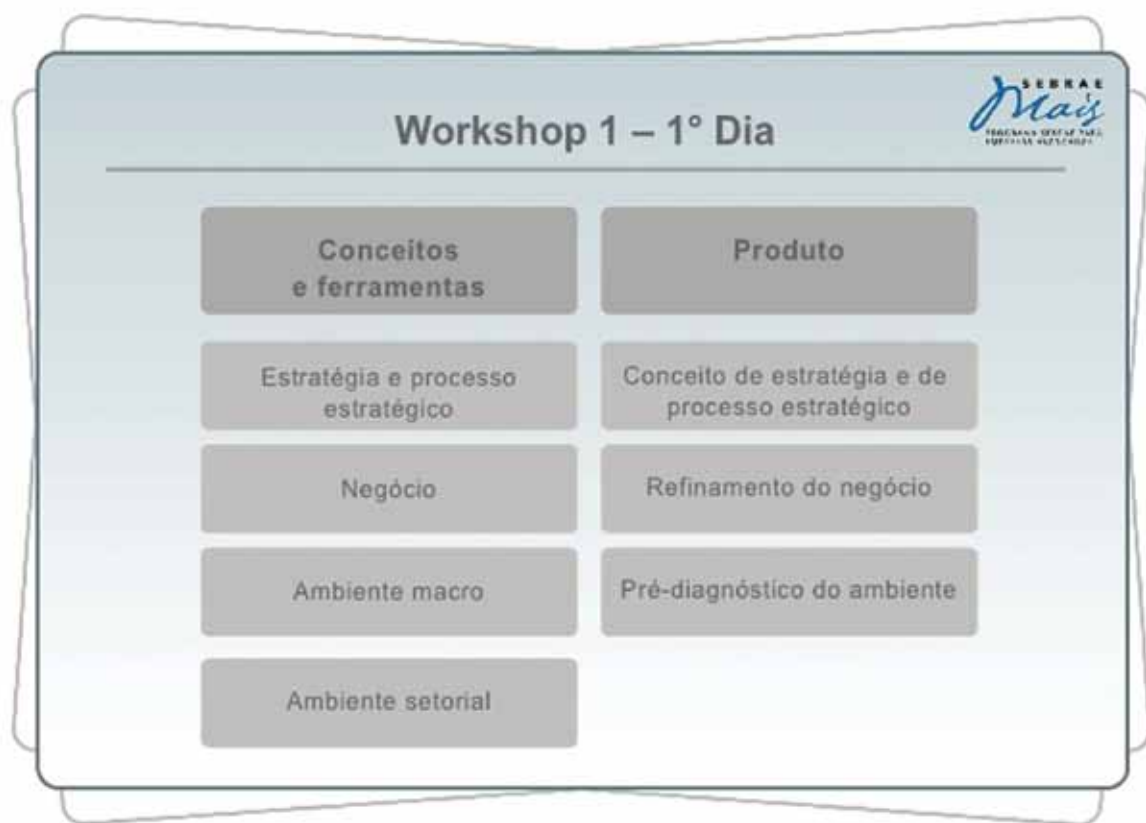 SEBRAE
Mais
Workshop 1 – 1° Dia
Conceitos
e ferramentas
Produto
Estratégia e processo
estratégico
Conceito de estratégia e de
processo estratégico
Negócio
Refinamento do negócio
Ambiente macro
Pré-diagnóstico do ambiente
Ambiente setorial